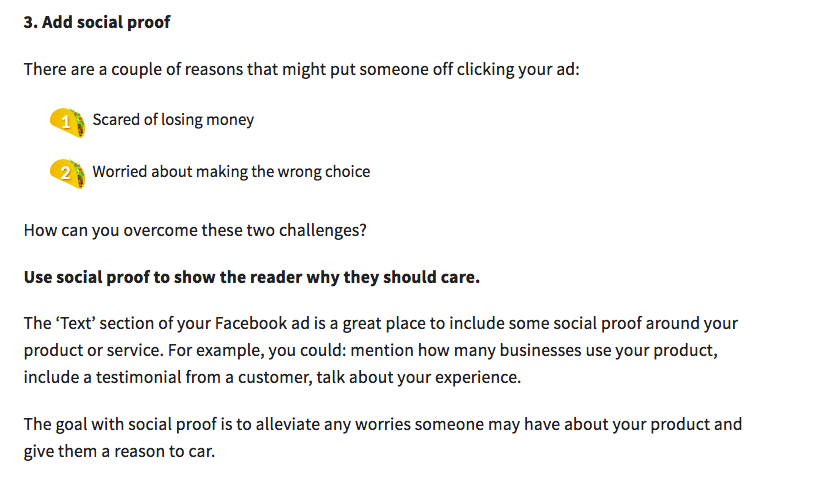 3. Add social proof
There are a couple of reasons that might put someone off clicking your ad:
1 Scared of losing money
2 Worried about making the wrong choice
How can you overcome these two challenges?
Use social proof to show the reader why they should care.
The ‘Text’ section of your Facebook ad is a great place to include some social proof around your
product or service. For example, you could: mention how many businesses use your product,
include a testimonial from a customer, talk about your experience.
The goal with social proof is to alleviate any worries someone may have about your product and
give them a reason to car.